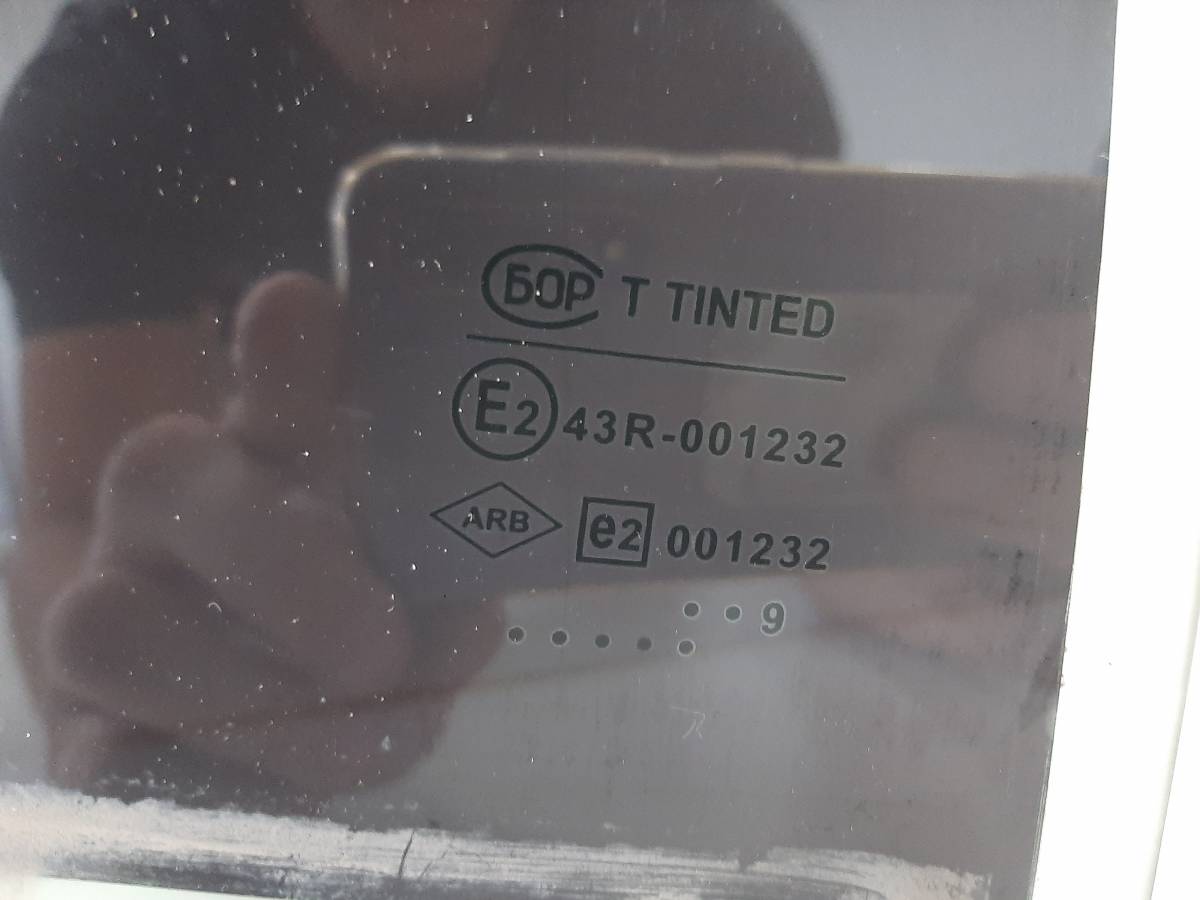 БОР T TINTED
E2 43R-001232
ARB e2 001232
• • 9
• • • • •